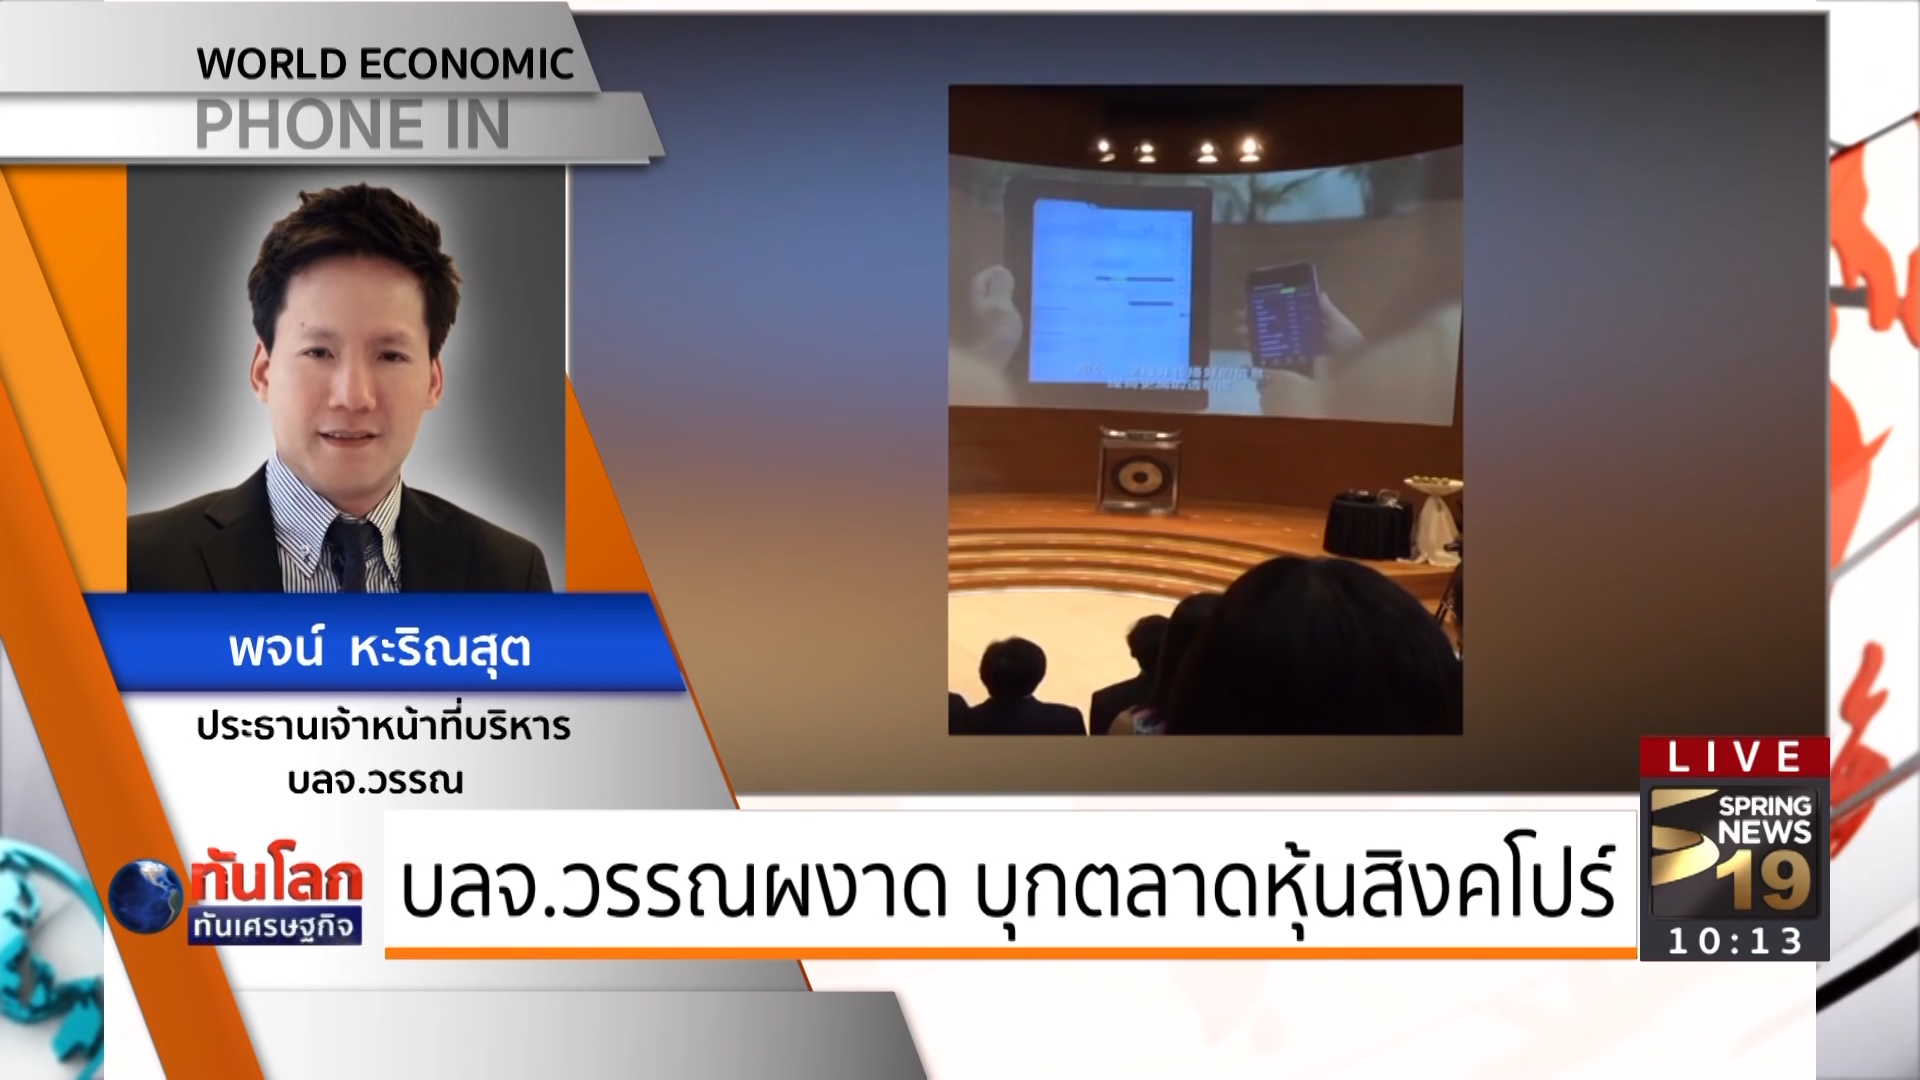 WORLD ECONOMIC
PHONE IN
พจน์ หะริณสุต
ประธานเจ้าหน้าที่บริหาร
บลจ.วรรณ
ทันโลก
ทันเศรษฐกิจ
บลจ.วรรณผงาด บุกตลาดหุ้นสิงคโปร์
LIVE
SPRING
NEWS
19
10:13